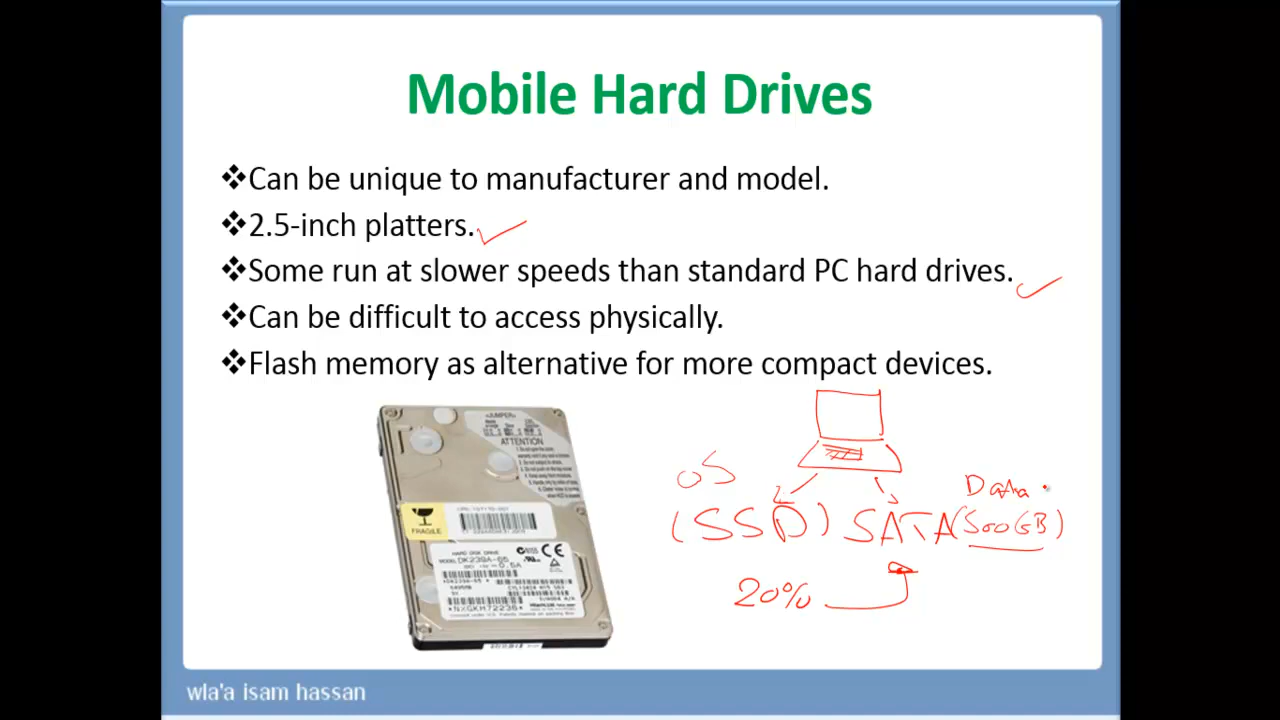 Mobile Hard Drives
❖Can be unique to manufacturer and model.
❖2.5-inch platters.
❖Some run at slower speeds than standard PC hard drives.
❖Can be difficult to access physically.
❖Flash memory as alternative for more compact devices.
JUMPER
ATTENTION
FRAGILE
HARD DISK DRIVE
OS
Data
(SSD) SATA (500GB)
20%
wla'a isam hassan